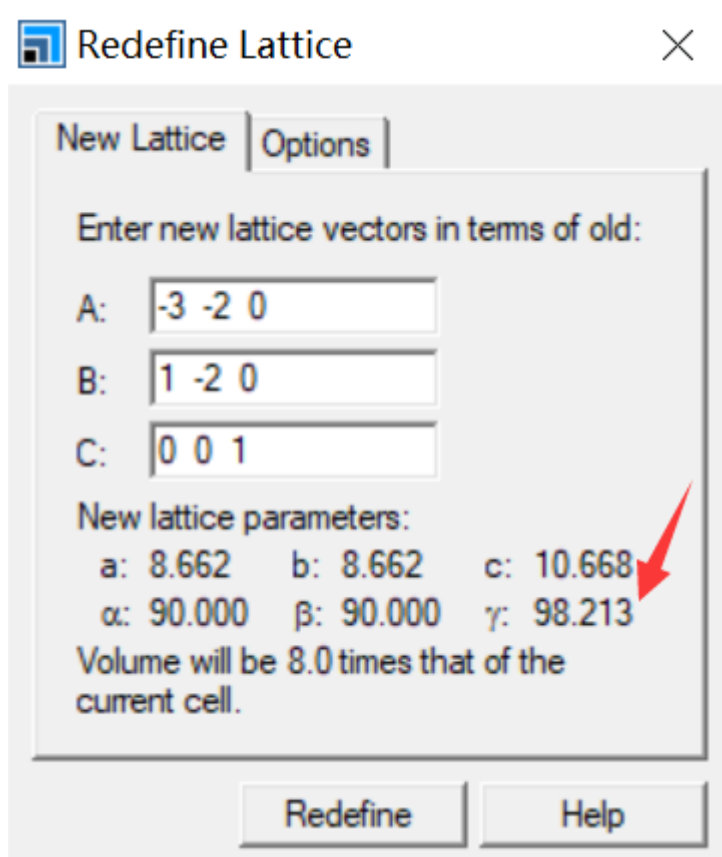 Redefine Lattice
New Lattice Options
Enter new lattice vectors in terms of old:
A: -3 -2 0
B: 1 -2 0
C: 0 0 1
New lattice parameters:
a: 8.662 b: 8.662 c: 10.668
α: 90.000 β: 90.000 γ: 98.213
Volume will be 8.0 times that of the
current cell.
Redefine Help